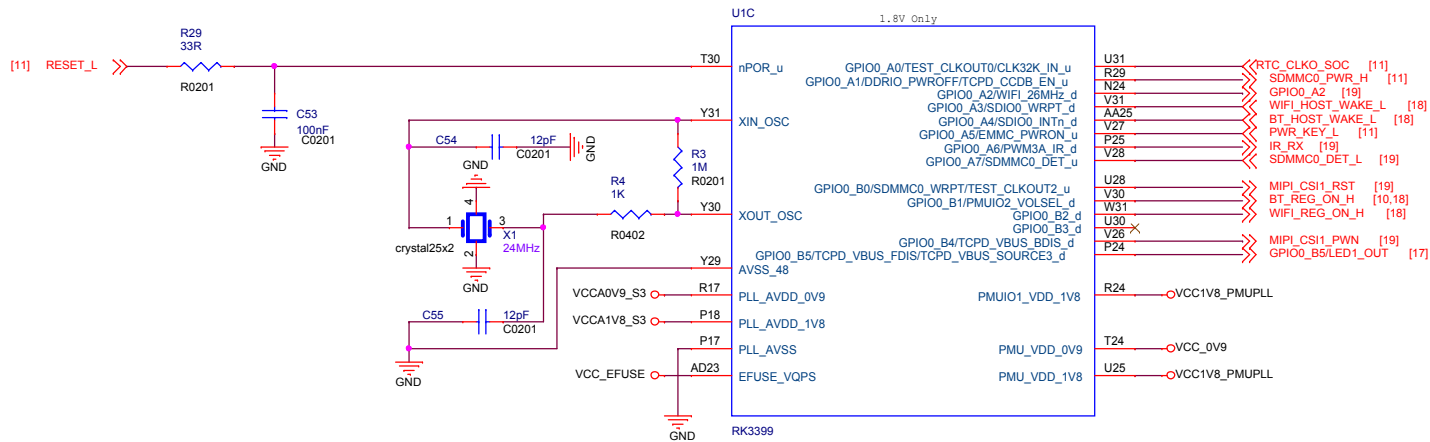 U1C
1.8V Only
R29
33R
R0201
[11] RESET_L
T30
nPOR_u
C53
100nF
C0201
GND
Y31
XIN_OSC
C54
12pF
C0201
GND
GND
R3
1M
R0201
R4
1K
R0402
Y30
XOUT_OSC
4
1
3
2
X1
24MHz
crystal25x2
GND
Y29
AVSS_48
VCCA0V9_S3
R17
PLL_AVDD_0V9
C55
12pF
C0201
VCCA1V8_S3
P18
PLL_AVDD_1V8
P17
PLL_AVSS
GND
VCC_EFUSE
AD23
EFUSE_VQPS
GND
RK3399
GPIO0_A0/TEST_CLKOUT0/CLK32K_IN_u U31 RTC_CLKO_SOC [11]
GPIO0_A1/DDRIO_PWROFF/TCPD_CCDB_EN_u R29 SDMMC0_PWR_H [11]
GPIO0_A2/WIFI_26MHz_d N24 GPIO0_A2 [19]
GPIO0_A3/SDIO0_WRPT_d V31 WIFI_HOST_WAKE_L [18]
GPIO0_A4/SDIO0_INTn_d AA25 BT_HOST_WAKE_L [18]
GPIO0_A5/EMMC_PWRON_u V27 PWR_KEY_L [11]
GPIO0_A6/PWM3A_IR_d P25 IR_RX [19]
GPIO0_A7/SDMMC0_DET_u V28 SDMMC0_DET_L [19]
GPIO0_B0/SDMMC0_WRPT/TEST_CLKOUT2_u U28 MIPI_CSI1_RST [19]
GPIO0_B1/PMUIO2_VOLSEL_d V30 BT_REG_ON_H [10,18]
GPIO0_B2_d W31 WIFI_REG_ON_H [18]
GPIO0_B3_d U30
GPIO0_B4/TCPD_VBUS_BDIS_d V26 MIPI_CSI1_PWN [19]
GPIO0_B5/TCPD_VBUS_FDIS/TCPD_VBUS_SOURCE3_d P24 GPIO0_B5/LED1_OUT [17]
PMUIO1_VDD_1V8 R24 VCC1V8_PMUPLL
PMU_VDD_0V9 T24 VCC_0V9
PMU_VDD_1V8 U25 VCC1V8_PMUPLL